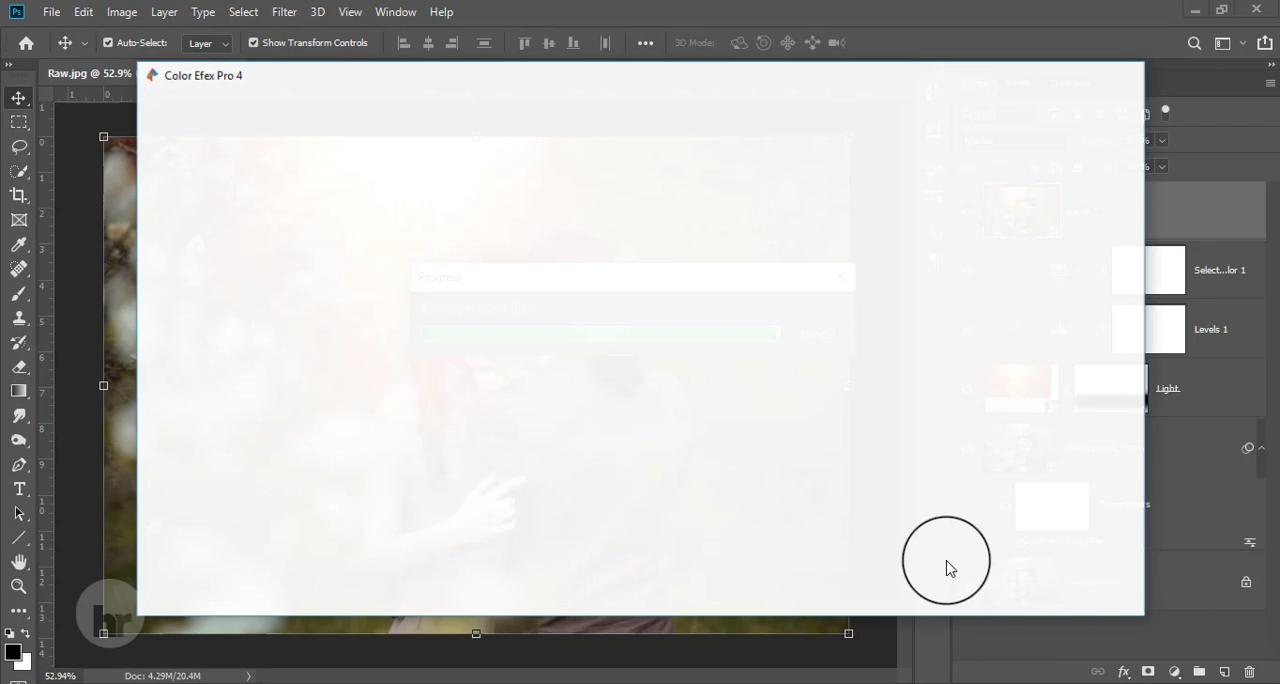 Ps File Edit Image Layer Type Select Filter 3D View Window Help
Auto-Select: Layer Show Transform Controls 3D Mode:
Raw.jpg @ 52.9%
Color Efex Pro 4
Progress
Select...lor 1
Levels 1
Light
hr
52.94% Doc: 4.29M/20.4M